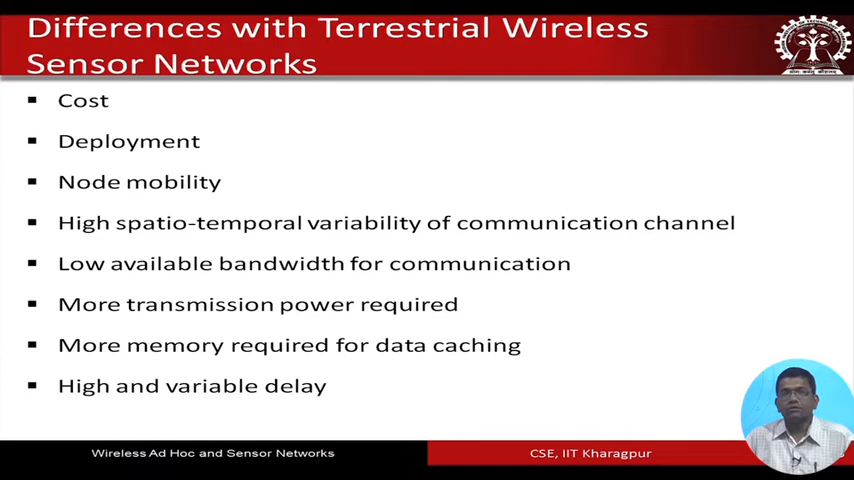 Differences with Terrestrial Wireless
Sensor Networks
▪ Cost
▪ Deployment
▪ Node mobility
▪ High spatio-temporal variability of communication channel
▪ Low available bandwidth for communication
▪ More transmission power required
▪ More memory required for data caching
▪ High and variable delay
Wireless Ad Hoc and Sensor Networks
CSE, IIT Kharagpur